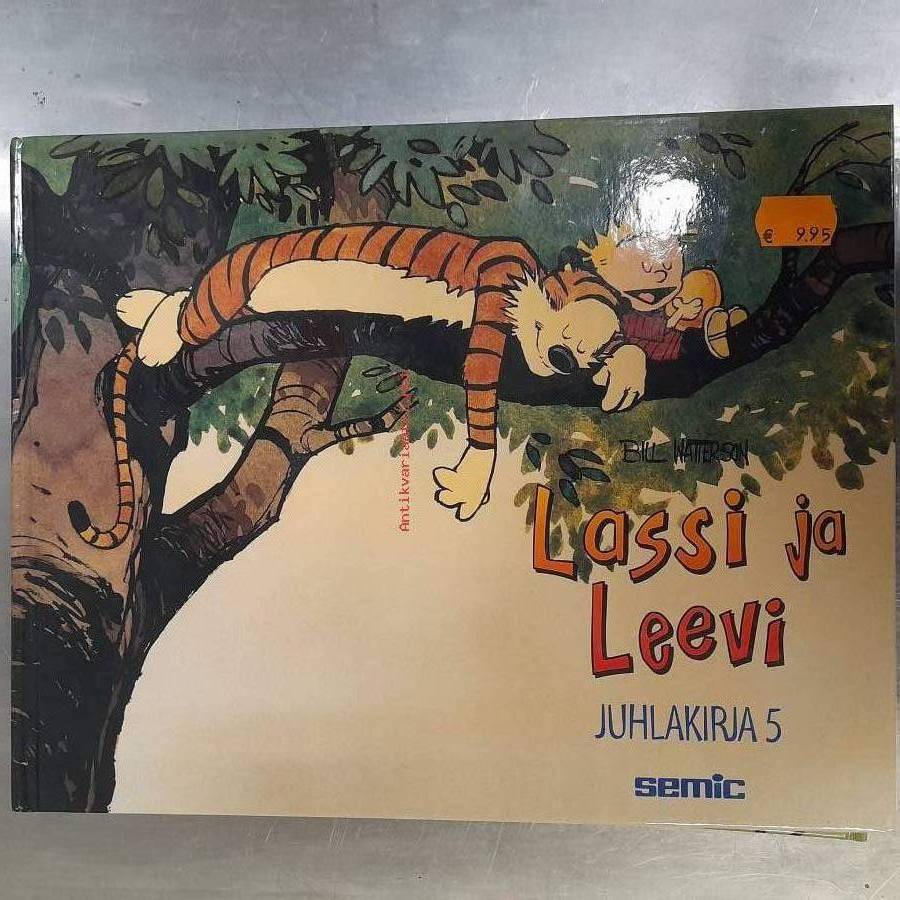 € 9.95
BILL WATTERSON
Lassi ja
Leevi
JUHLAKIRJA 5
semic